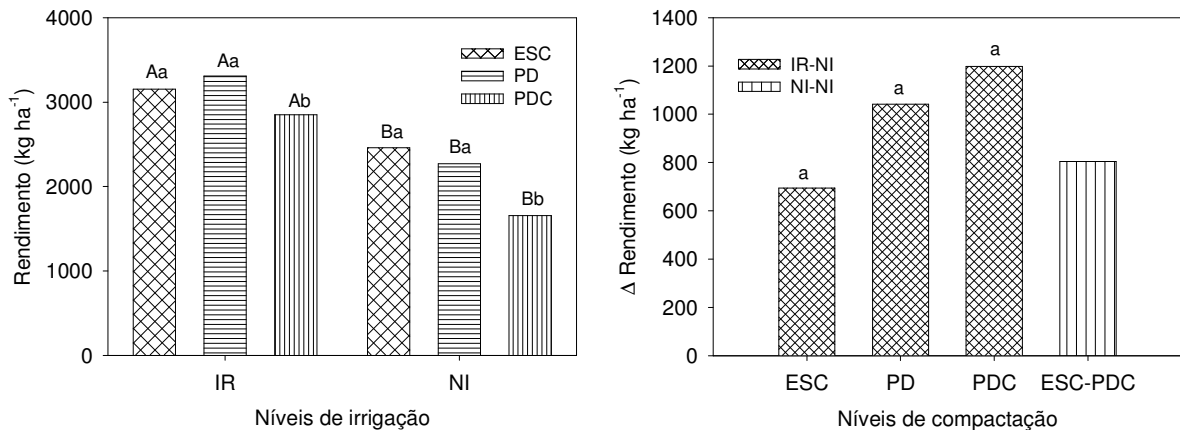 4000
3000
2000
1000
0
Rendimento (kg ha⁻¹)
ESC
PD
PDC
Aa
Aa
Ab
Ba
Ba
Bb
IR
NI
Níveis de irrigação
1400
1200
1000
800
600
400
200
0
Δ Rendimento (kg ha⁻¹)
IR-NI
NI-NI
a
a
a
ESC
PD
PDC
ESC-PDC
Níveis de compactação